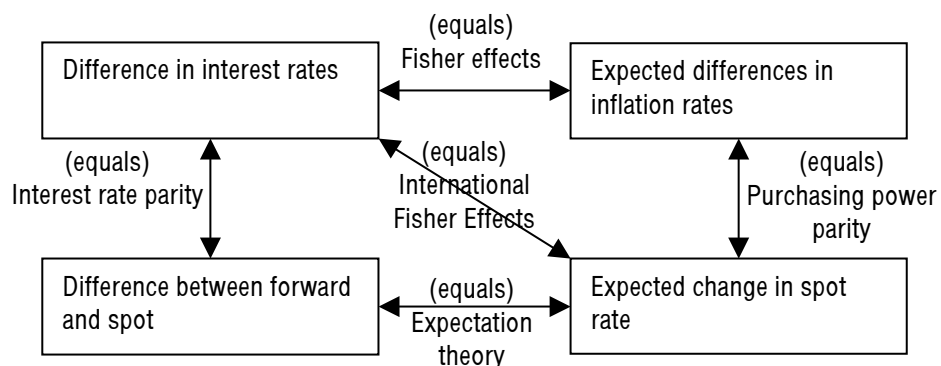 (equals)
Fisher effects
Difference in interest rates
Expected differences in
inflation rates
(equals)
Interest rate parity
(equals)
International
Fisher Effects
(equals)
Purchasing power
parity
Difference between forward
and spot
(equals)
Expectation
theory
Expected change in spot
rate